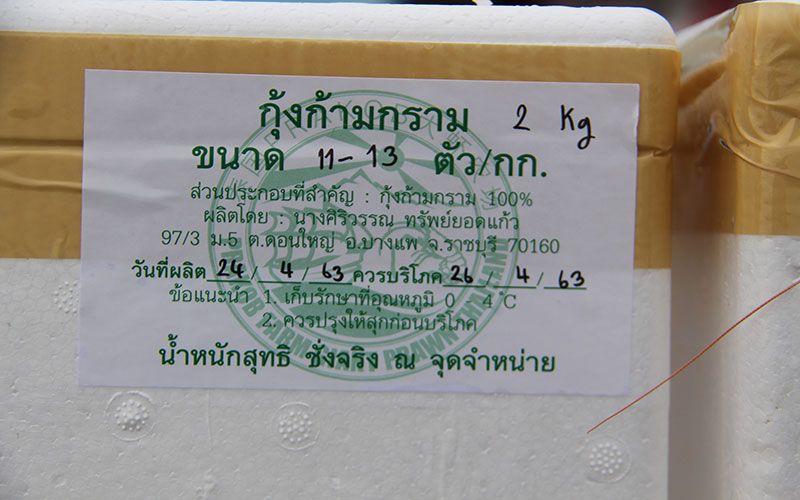 กุ้งก้ามกราม 2 Kg
ขนาด 11-13 ตัว/กก.
ส่วนประกอบที่สำคัญ : กุ้งก้ามกราม 100%
ผลิตโดย : นางศิริวรรณ ทรัพย์ยอดแก้ว
97/3 ม.5 ต.ดอนใหญ่ อ.บางแพ จ.ราชบุรี 70160
วันที่ผลิต 24 / 4 / 63 ควรบริโภค 26 / 4 / 63
ข้อแนะนำ 1. เก็บรักษาที่อุณหภูมิ 0 4 °C
2. ควรปรุงให้สุกก่อนบริโภค
น้ำหนักสุทธิ ชั่งจริง ณ จุดจำหน่าย